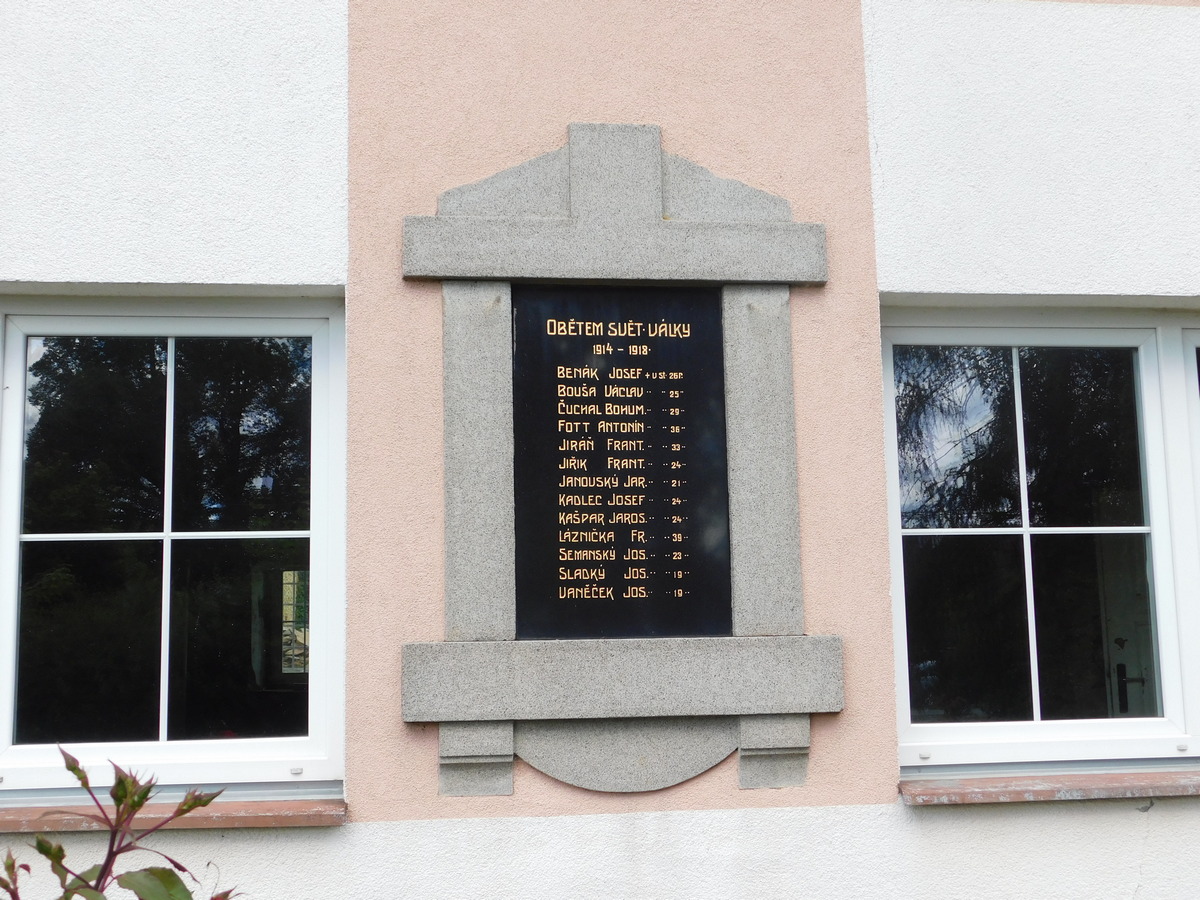 OBĚTEM SVĚT. VÁLKY
1914 – 1918.
BENÁK JOSEF + V ST. 26 R.
BOUŠA VÁCLAV ·· ·· 25 ··
ČUCHAL BOHUM. ·· ·· 29 ··
FOTT ANTONÍN ·· ·· 36 ··
JIRÁŇ FRANT. ·· ·· 33 ··
JIŘIK FRANT. ·· ·· 24 ··
JANOVSKÝ JAR. ·· ·· 21 ··
KADLEC JOSEF ·· ·· 24 ··
KAŠPAR JAROS. ·· ·· 24 ··
LÁZNIČKA FR. ·· ·· 39 ··
SEMANSKÝ JOS. ·· ·· 23 ··
SLADKÝ JOS. ·· ·· 19 ··
VANĚČEK JOS. ·· ·· 19 ··